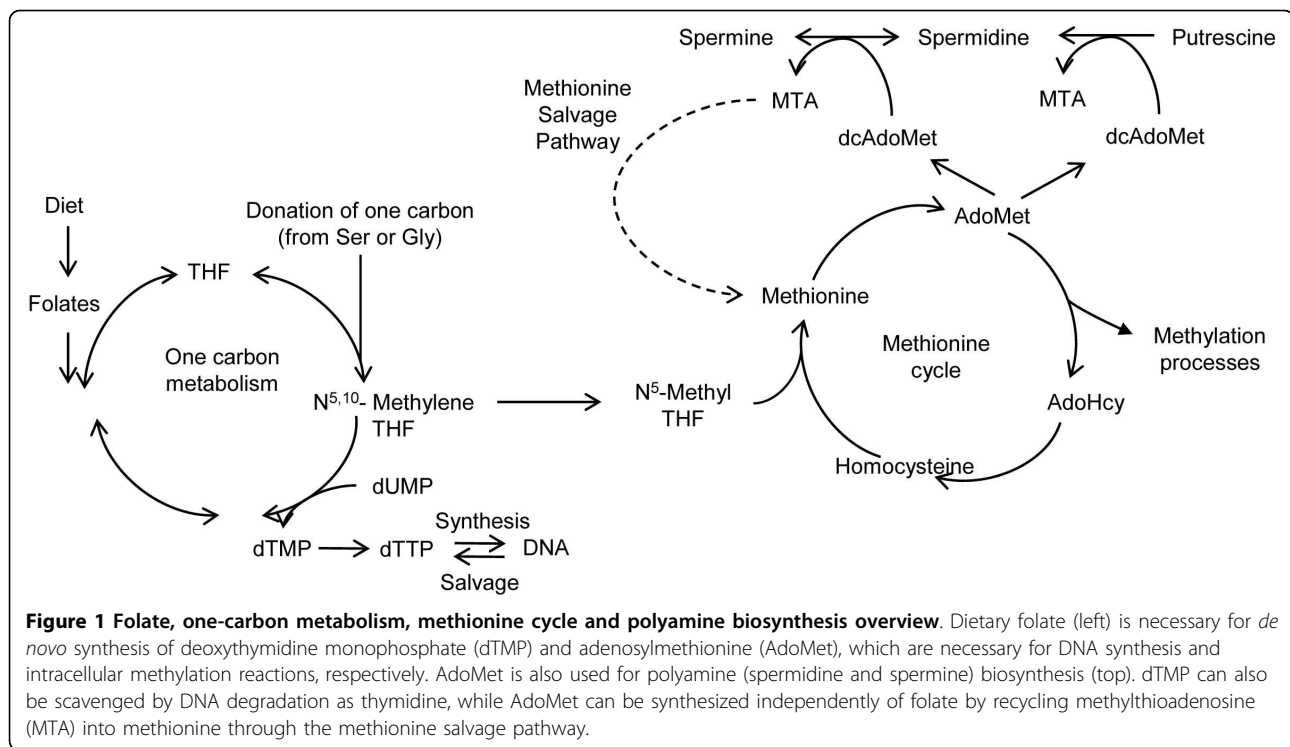 Spermine
Spermidine
Putrescine
Methionine
Salvage
Pathway
MTA
MTA
dcAdoMet
dcAdoMet
Diet
Donation of one carbon
(from Ser or Gly)
AdoMet
THF
Folates
Methionine
One carbon
metabolism
Methionine
cycle
Methylation
processes
N5,10- Methylene
THF
N5-Methyl
THF
AdoHcy
Homocysteine
dUMP
Synthesis
dTMP
dTTP
DNA
Salvage
Figure 1 Folate, one-carbon metabolism, methionine cycle and polyamine biosynthesis overview. Dietary folate (left) is necessary for de
novo synthesis of deoxythymidine monophosphate (dTMP) and adenosylmethionine (AdoMet), which are necessary for DNA synthesis and
intracellular methylation reactions, respectively. AdoMet is also used for polyamine (spermidine and spermine) biosynthesis (top). dTMP can also
be scavenged by DNA degradation as thymidine, while AdoMet can be synthesized independently of folate by recycling methylthioadenosine
(MTA) into methionine through the methionine salvage pathway.